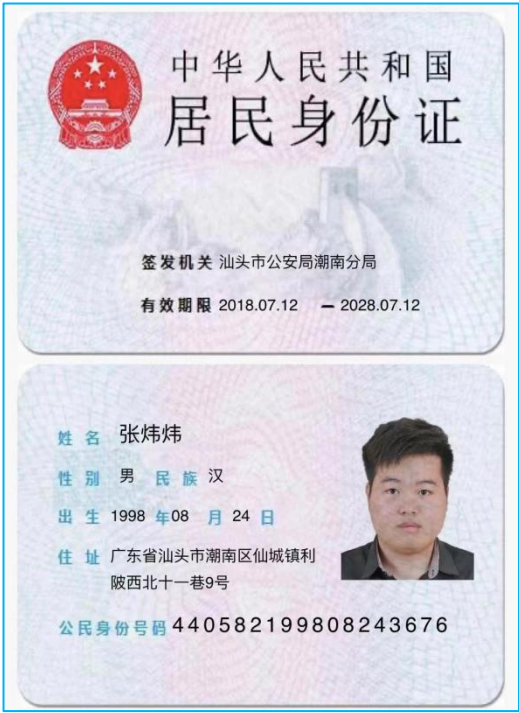 中华人民共和国
居民身份证
签发机关 汕头市公安局潮南分局
有效期限 2018.07.12 — 2028.07.12
姓名 张炜炜
性别 男 民族 汉
出生 1998 年 08 月 24 日
住址 广东省汕头市潮南区仙城镇利
陂西北十一巷9号
公民身份号码 440582199808243676